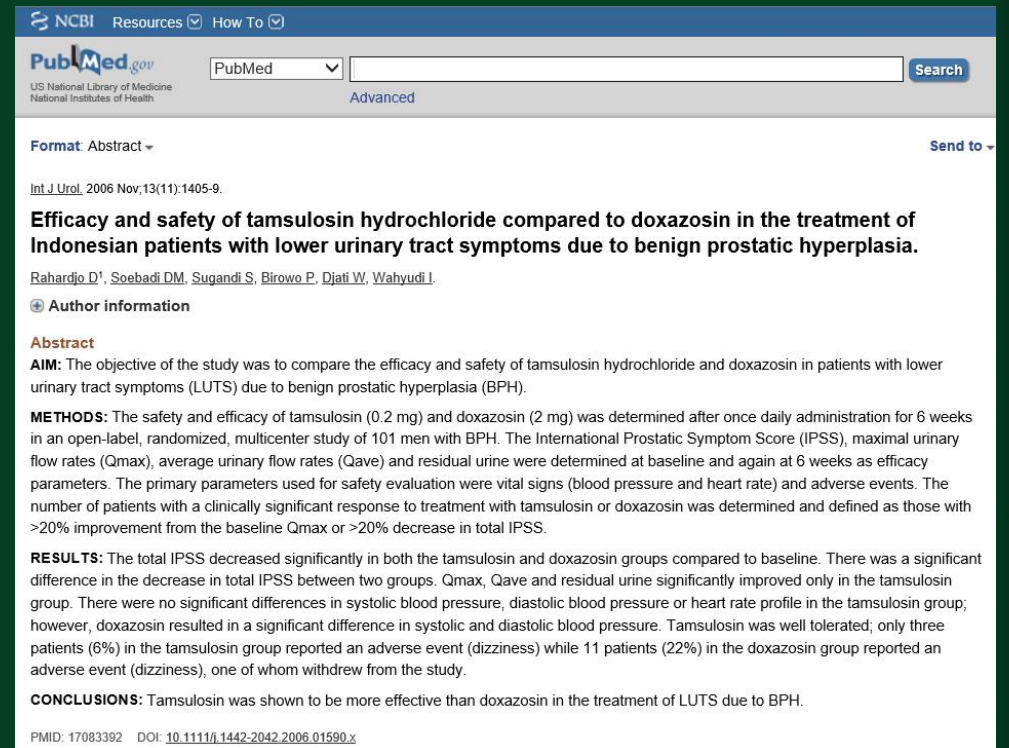 NCBI Resources How To
PubMed.gov
US National Library of Medicine
National Institutes of Health
PubMed
Search
Advanced
Format: Abstract
Send to
Int J Urol. 2006 Nov;13(11):1405-9.
Efficacy and safety of tamsulosin hydrochloride compared to doxazosin in the treatment of
Indonesian patients with lower urinary tract symptoms due to benign prostatic hyperplasia.
Rahardjo D1, Soebadi DM, Sugandi S, Birowo P, Djati W, Wahyudi I.
Author information
Abstract
AIM: The objective of the study was to compare the efficacy and safety of tamsulosin hydrochloride and doxazosin in patients with lower
urinary tract symptoms (LUTS) due to benign prostatic hyperplasia (BPH).
METHODS: The safety and efficacy of tamsulosin (0.2 mg) and doxazosin (2 mg) was determined after once daily administration for 6 weeks
in an open-label, randomized, multicenter study of 101 men with BPH. The International Prostatic Symptom Score (IPSS), maximal urinary
flow rates (Qmax), average urinary flow rates (Qave) and residual urine were determined at baseline and again at 6 weeks as efficacy
parameters. The primary parameters used for safety evaluation were vital signs (blood pressure and heart rate) and adverse events. The
number of patients with a clinically significant response to treatment with tamsulosin or doxazosin was determined and defined as those with
>20% improvement from the baseline Qmax or >20% decrease in total IPSS.
RESULTS: The total IPSS decreased significantly in both the tamsulosin and doxazosin groups compared to baseline. There was a significant
difference in the decrease in total IPSS between two groups. Qmax, Qave and residual urine significantly improved only in the tamsulosin
group. There were no significant differences in systolic blood pressure, diastolic blood pressure or heart rate profile in the tamsulosin group;
however, doxazosin resulted in a significant difference in systolic and diastolic blood pressure. Tamsulosin was well tolerated; only three
patients (6%) in the tamsulosin group reported an adverse event (dizziness) while 11 patients (22%) in the doxazosin group reported an
adverse event (dizziness), one of whom withdrew from the study.
CONCLUSIONS: Tamsulosin was shown to be more effective than doxazosin in the treatment of LUTS due to BPH.
PMID: 17083392 DOI: 10.1111/j.1442-2042.2006.01590.x